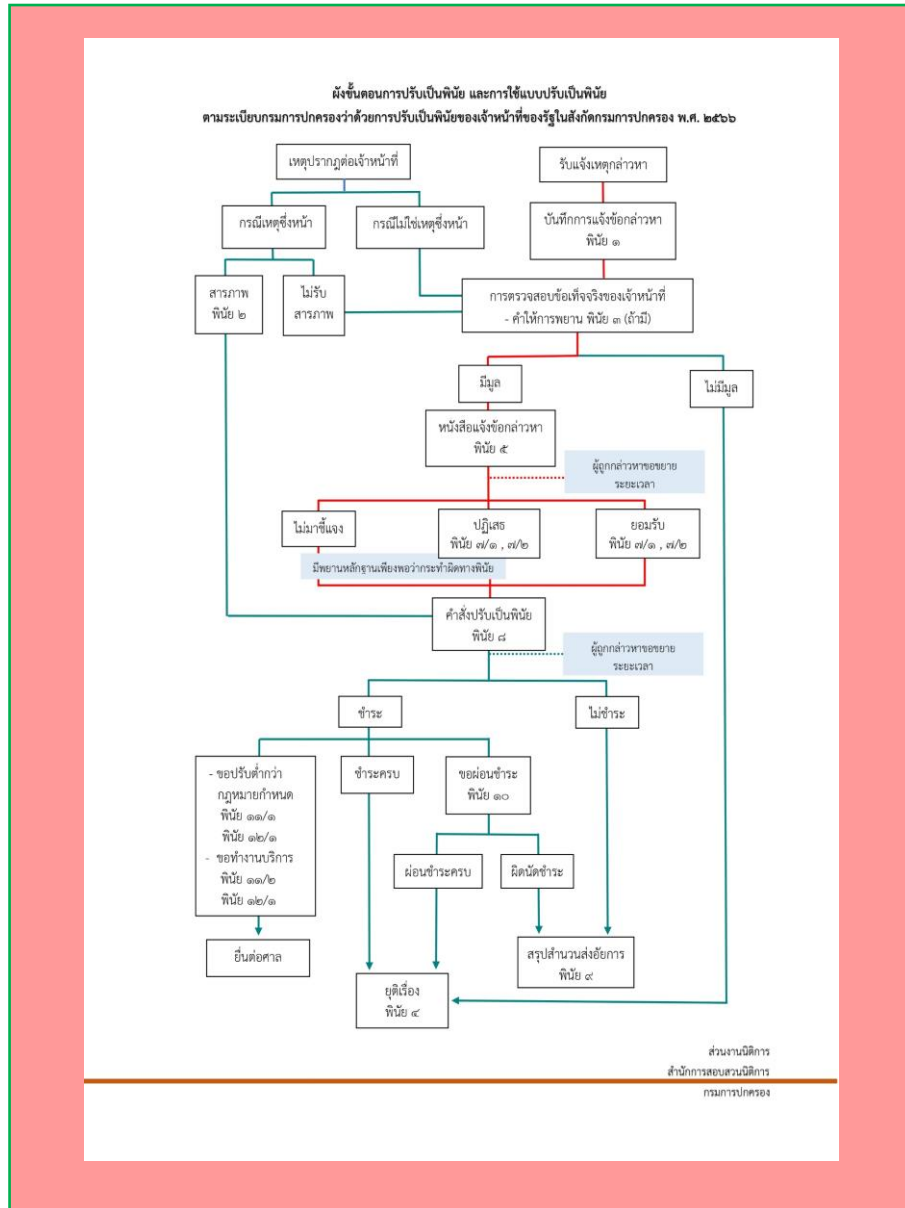 ผังขั้นตอนการปรับเป็นพินัย และการใช้แบบปรับเป็นพินัย
ตามระเบียบกรมการปกครองว่าด้วยการปรับเป็นพินัยของเจ้าหน้าที่ของรัฐในสังกัดกรมการปกครอง พ.ศ. ๒๕๖๖
เหตุปรากฏต่อเจ้าหน้าที่
รับแจ้งเหตุกล่าวหา
กรณีเหตุซึ่งหน้า
กรณีไม่ใช่เหตุซึ่งหน้า
บันทึกการแจ้งข้อกล่าวหา
พินัย ๑
สารภาพ
พินัย ๒
ไม่รับ
สารภาพ
การตรวจสอบข้อเท็จจริงของเจ้าหน้าที่
- คำให้การพยาน พินัย ๓ (ถ้ามี)
มีมูล
ไม่มีมูล
หนังสือแจ้งข้อกล่าวหา
พินัย ๕
ผู้ถูกกล่าวหาขอขยาย
ระยะเวลา
ไม่มาชี้แจง
ปฏิเสธ
พินัย ๗/๑ , ๗/๒
ยอมรับ
พินัย ๗/๑ , ๗/๒
มีพยานหลักฐานเพียงพอว่ากระทำผิดทางพินัย
คำสั่งปรับเป็นพินัย
พินัย ๘
ผู้ถูกกล่าวหาขอขยาย
ระยะเวลา
ชำระ
ไม่ชำระ
- ขอปรับต่ำกว่า
กฎหมายกำหนด
พินัย ๑๑/๑
พินัย ๑๒/๑
- ขอทำงานบริการ
พินัย ๑๑/๒
พินัย ๑๒/๑
ชำระครบ
ขอผ่อนชำระ
พินัย ๑๐
ผ่อนชำระครบ
ผิดนัดชำระ
ยื่นต่อศาล
สรุปสำนวนส่งอัยการ
พินัย ๙
ยุติเรื่อง
พินัย ๔
ส่วนงานนิติการ
สำนักการสอบสวนนิติการ
กรมการปกครอง